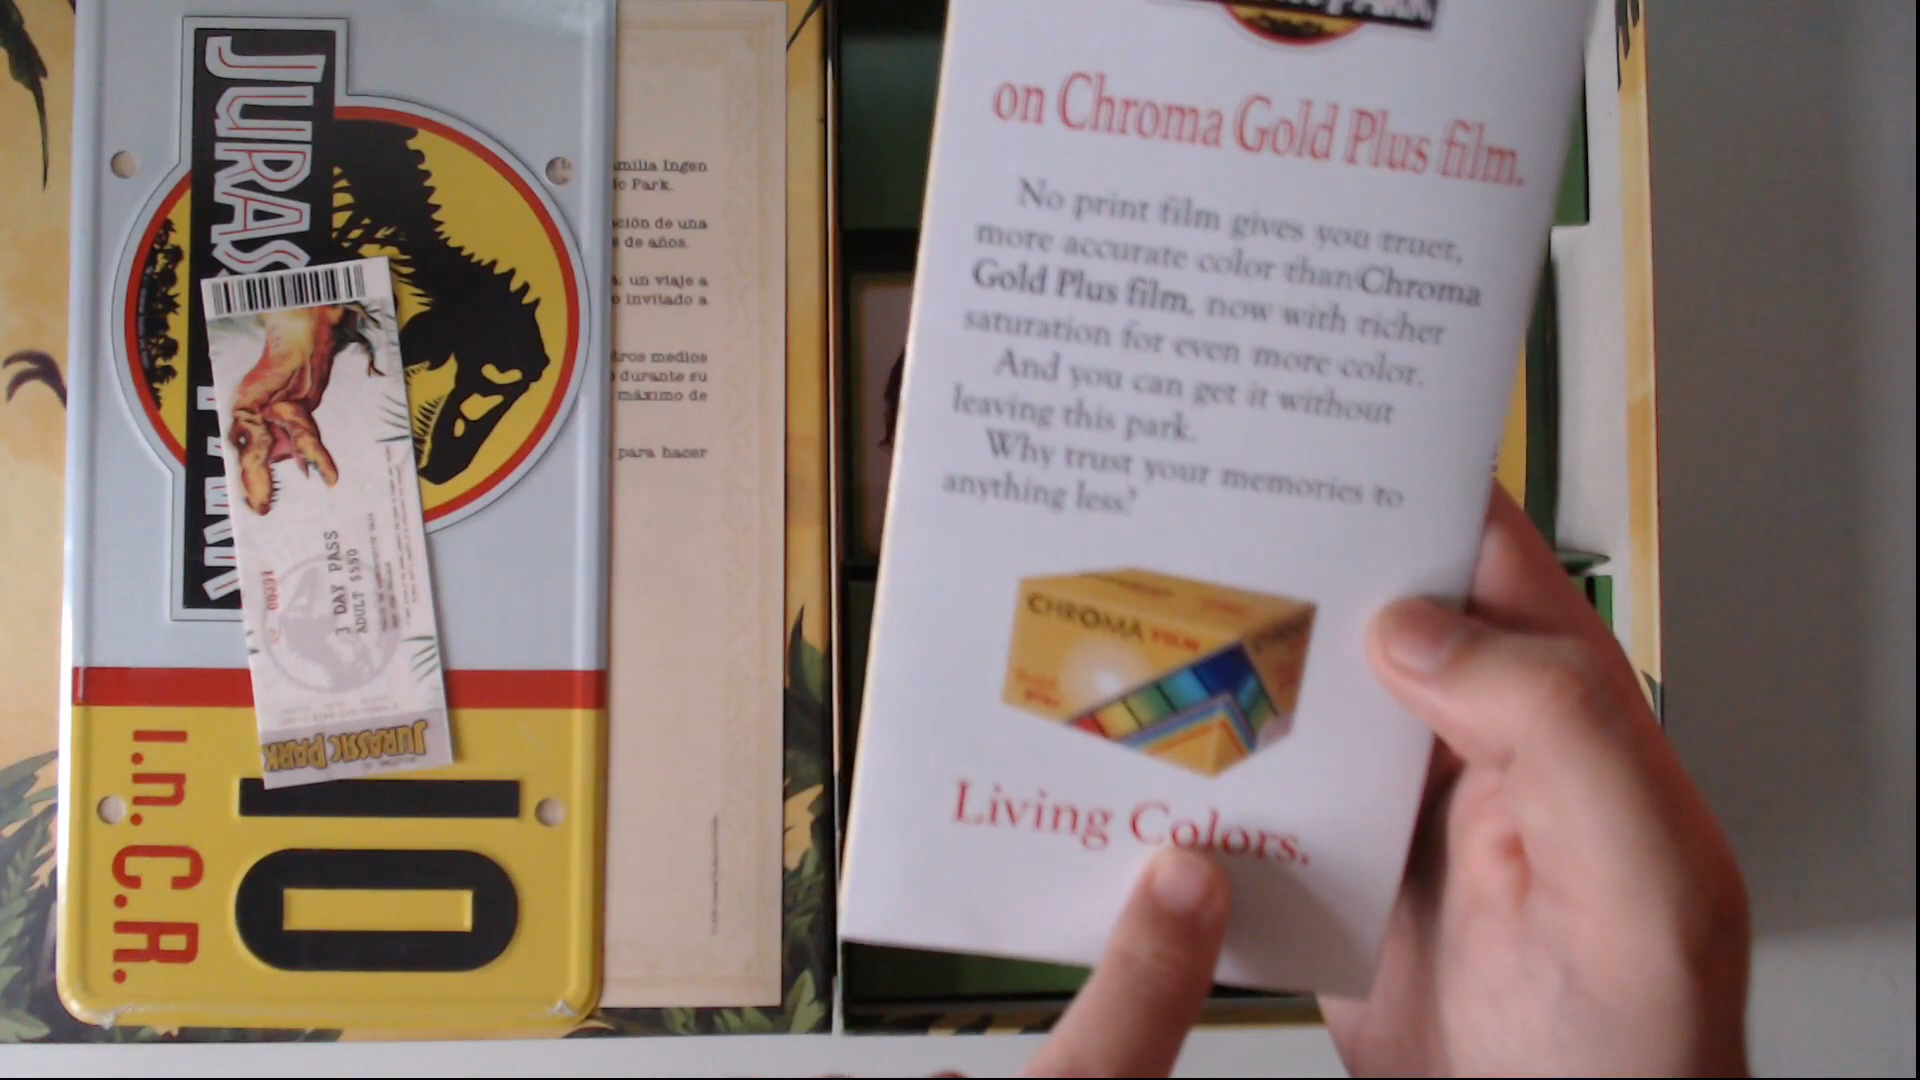 JURASSIC PARK
10
I.n.C.R.
3 DAY PASS
ADULT $550
JURASSIC PARK
milia Ingen
c Park.
ción de una
de años.
un viaje a
invitado a
tros medios
durante su
máximo de
para hacer
PARK
on Chroma Gold Plus film.
No print film gives you truer,
more accurate color than Chroma
Gold Plus film, now with richer
saturation for even more color.
And you can get it without
leaving this park.
Why trust your memories to
anything less?
CHROMA FILM
Living Colors.